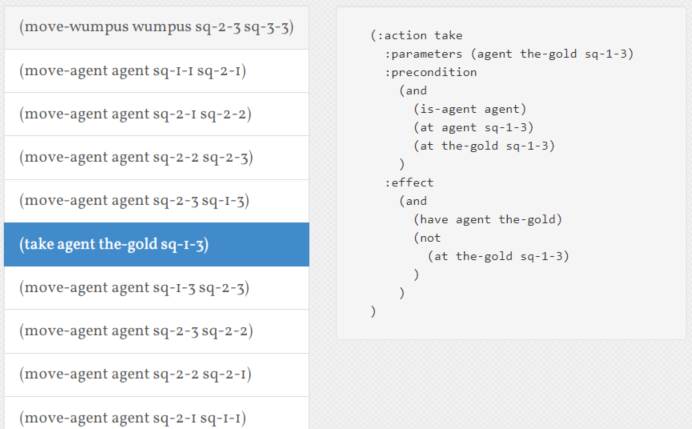 (move-wumpus wumpus sq-2-3 sq-3-3)
(move-agent agent sq-1-1 sq-2-1)
(move-agent agent sq-2-1 sq-2-2)
(move-agent agent sq-2-2 sq-2-3)
(move-agent agent sq-2-3 sq-1-3)
(take agent the-gold sq-1-3)
(move-agent agent sq-1-3 sq-2-3)
(move-agent agent sq-2-3 sq-2-2)
(move-agent agent sq-2-2 sq-2-1)
(move-agent agent sq-2-1 sq-1-1)
(:action take
:parameters (agent the-gold sq-1-3)
:precondition
(and
(is-agent agent)
(at agent sq-1-3)
(at the-gold sq-1-3)
)
:effect
(and
(have agent the-gold)
(not
(at the-gold sq-1-3)
)
)
)